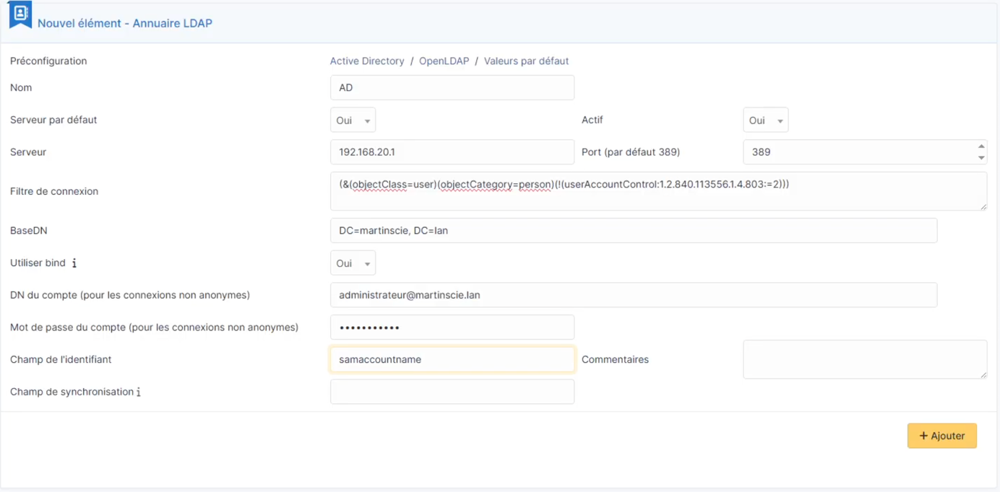 Nouvel élément - Annuaire LDAP
Préconfiguration Active Directory / OpenLDAP / Valeurs par défaut
Nom AD
Serveur par défaut Oui Actif Oui
Serveur 192.168.20.1 Port (par défaut 389) 389
Filtre de connexion (&(objectClass=user)(objectCategory=person)(!(userAccountControl:1.2.840.113556.1.4.803:=2)))
BaseDN DC=martinscie, DC=lan
Utiliser bind i Oui
DN du compte (pour les connexions non anonymes) administrateur@martinscie.lan
Mot de passe du compte (pour les connexions non anonymes) •••••••••••
Champ de l'identifiant samaccountname Commentaires
Champ de synchronisation i
+ Ajouter